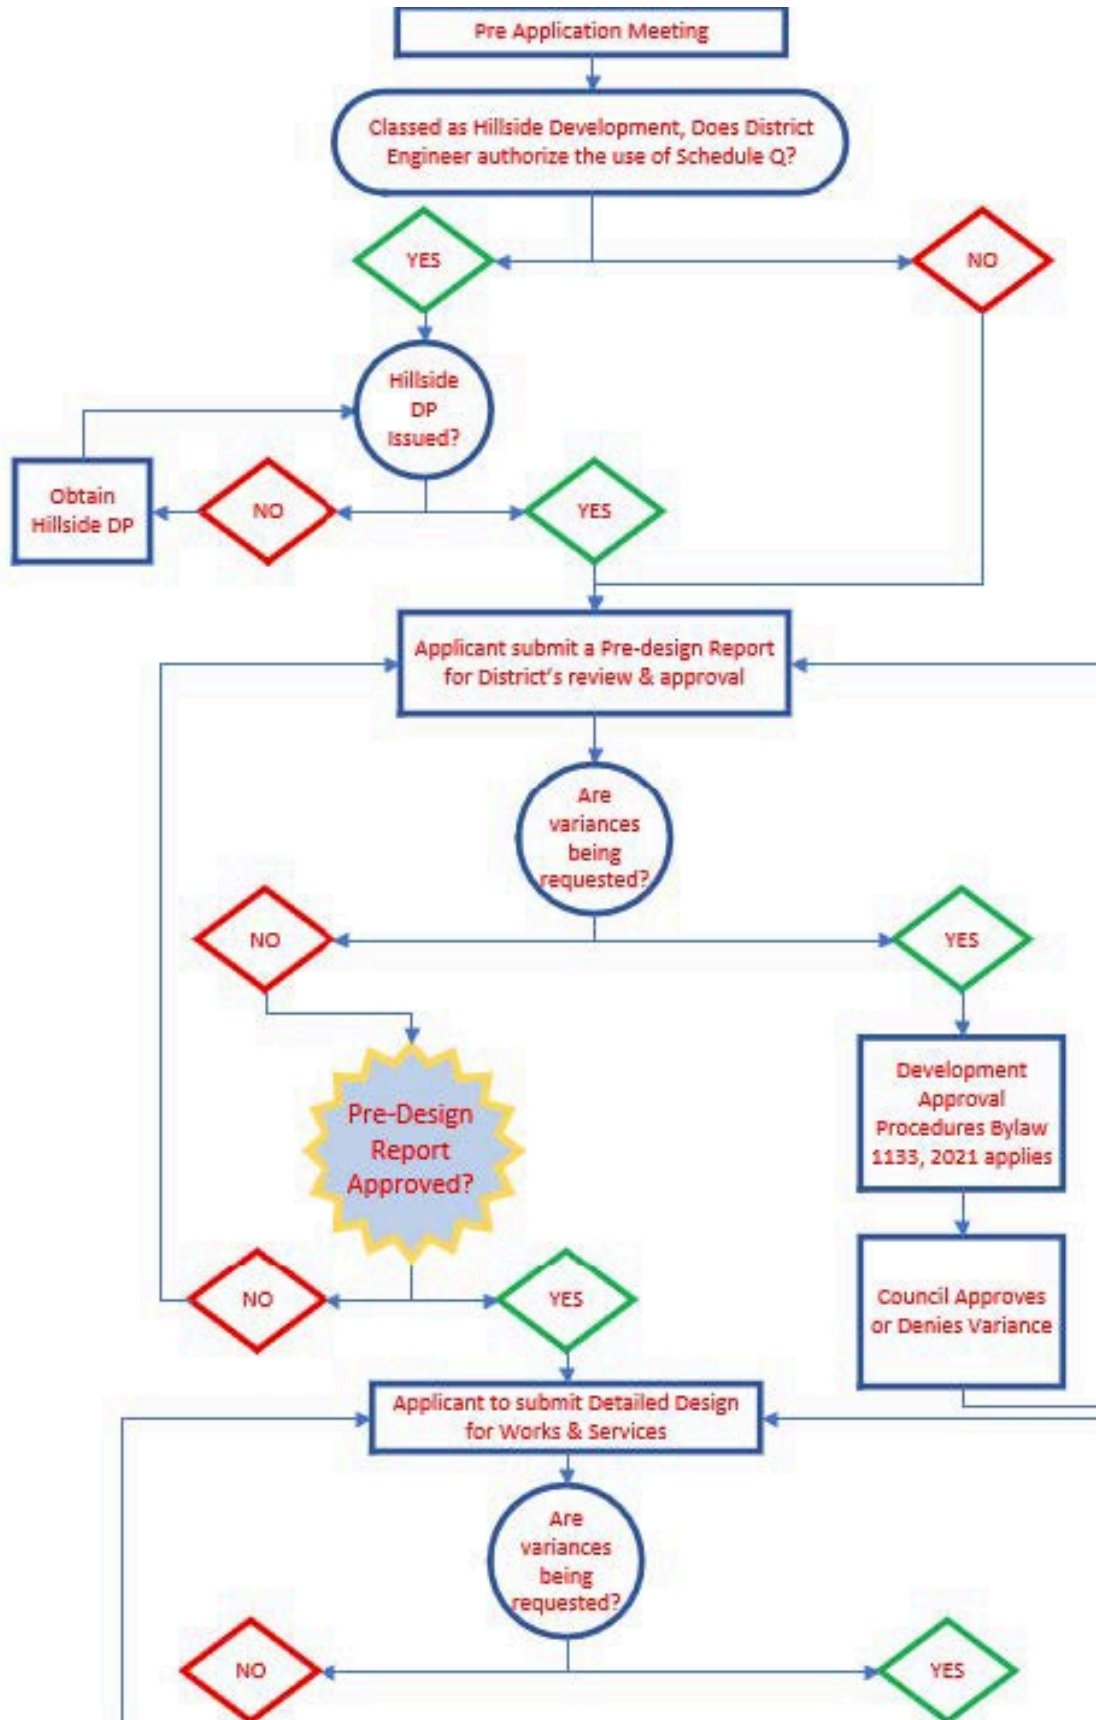 Pre Application Meeting
Classed as Hillside Development, Does District
Engineer authorize the use of Schedule Q?
YES
NO
Hillside
DP
Issued?
Obtain
Hillside DP
NO
YES
Applicant submit a Pre-design Report
for District's review & approval
Are
variances
being
requested?
NO
YES
Pre-Design
Report
Approved?
Development
Approval
Procedures Bylaw
1133, 2021 applies
NO
YES
Council Approves
or Denies Variance
Applicant to submit Detailed Design
for Works & Services
Are
variances
being
requested?
NO
YES